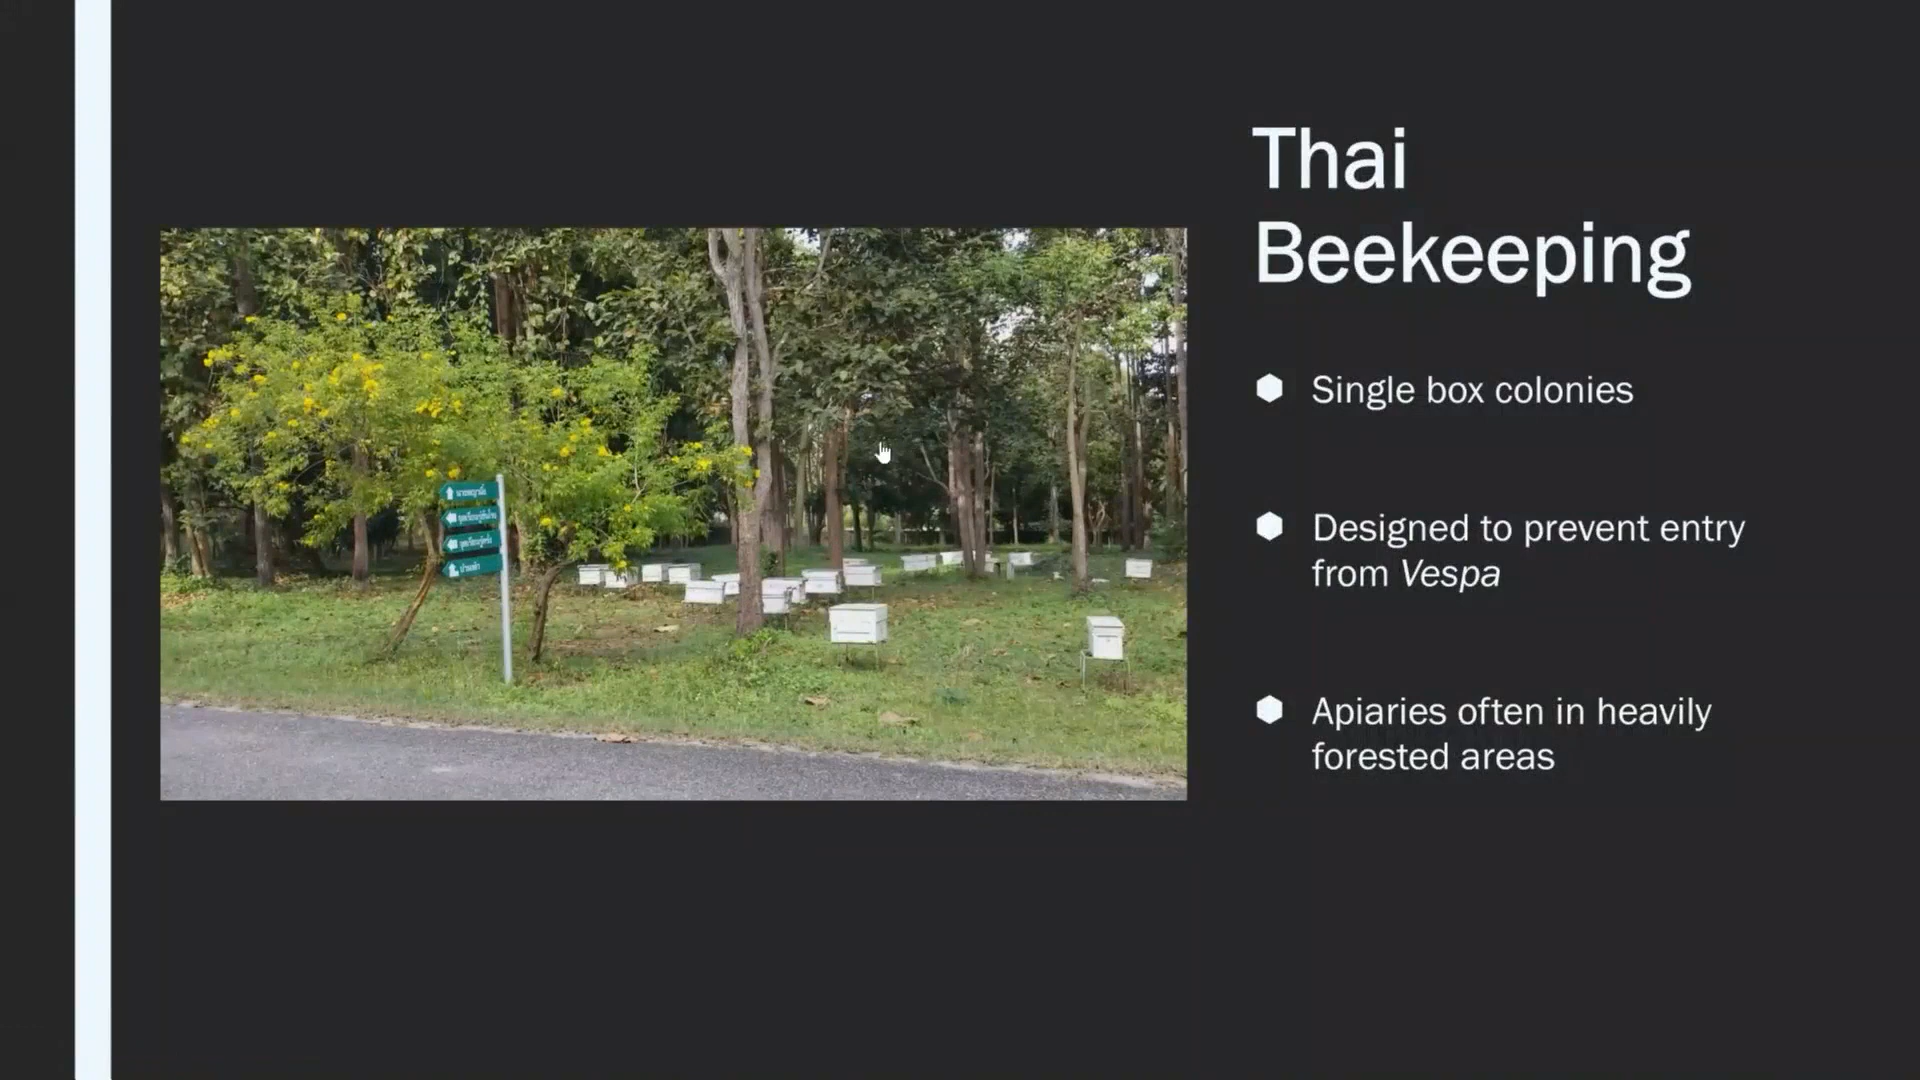 Thai
Beekeeping
Single box colonies
Designed to prevent entry
from Vespa
Apiaries often in heavily
forested areas